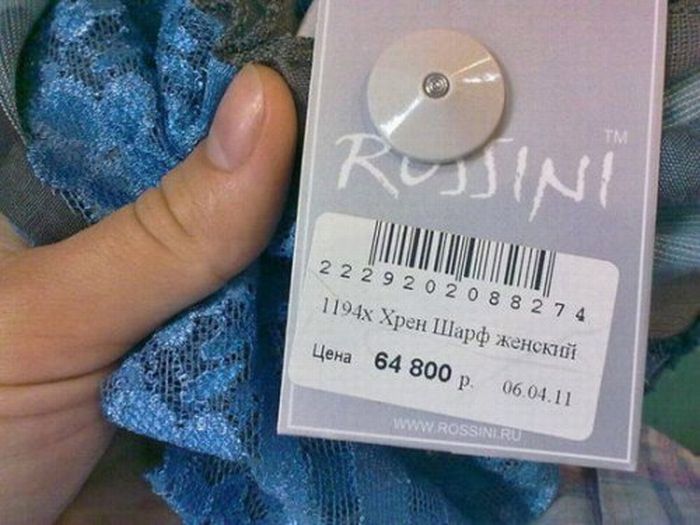 ROSSINI™
2229202088274
1194х Хрен Шарф женский
Цена 64 800 р. 06.04.11
WWW.ROSSINI.RU